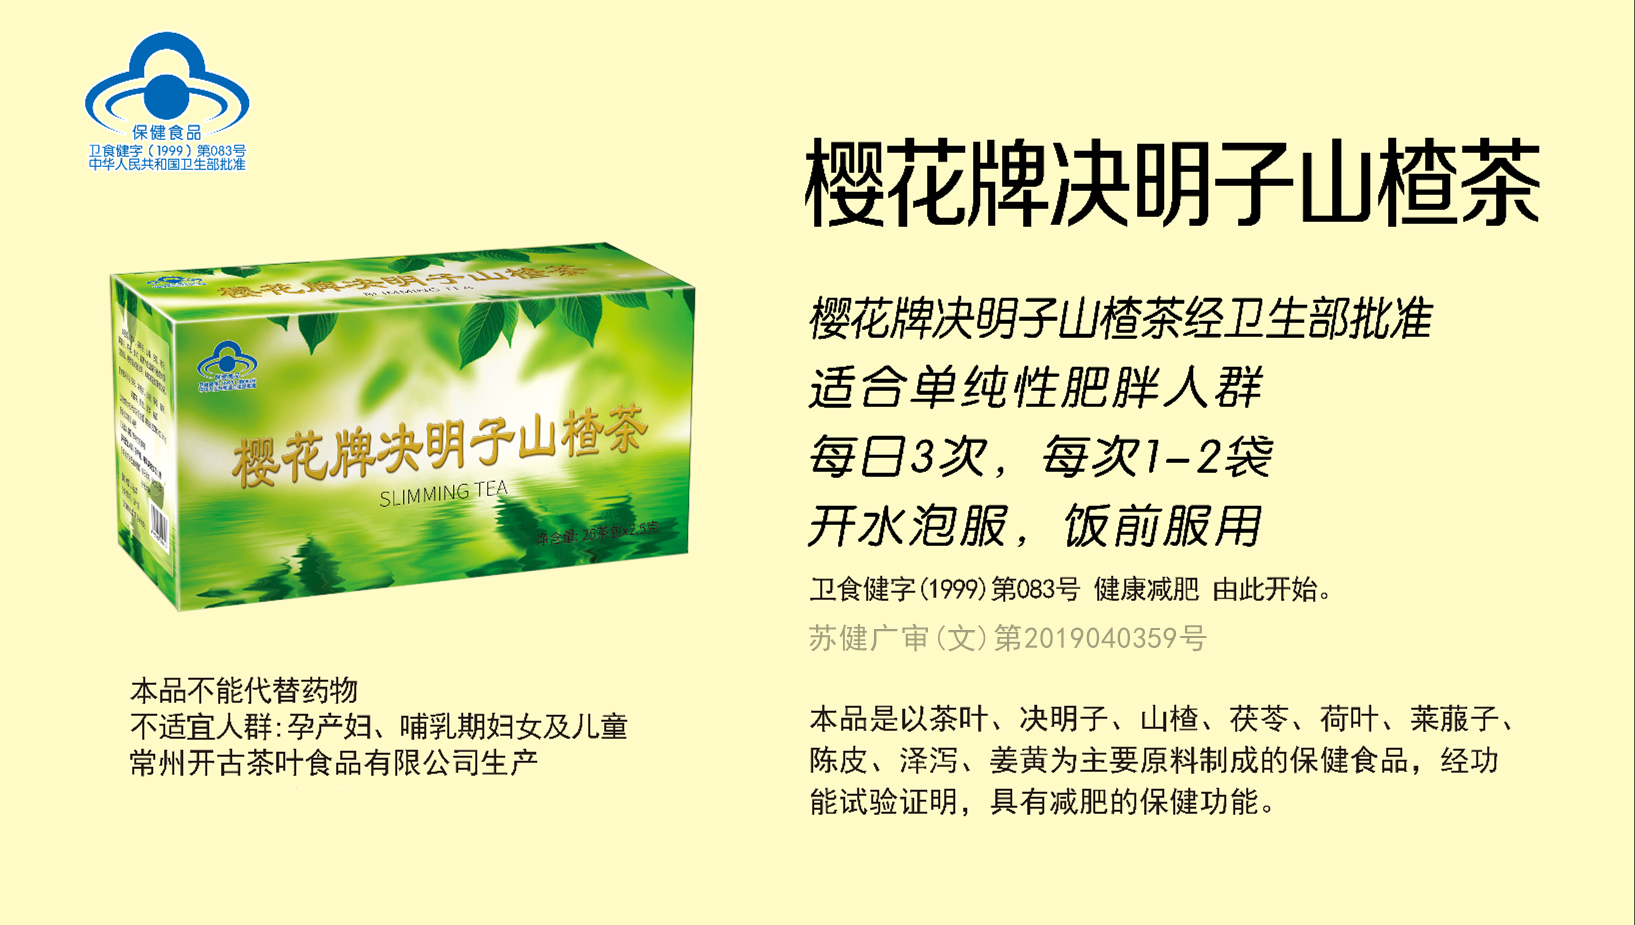 保健食品
卫食健字（1999）第083号
中华人民共和国卫生部批准
樱花牌决明子山楂茶
樱花牌决明子山楂茶
SLIMMING TEA
樱花牌决明子山楂茶
SLIMMING TEA
净含量: 25茶包x2.5克
本品不能代替药物
不适宜人群:孕产妇、哺乳期妇女及儿童
常州开古茶叶食品有限公司生产
樱花牌决明子山楂茶经卫生部批准
适合单纯性肥胖人群
每日3次，每次1-2袋
开水泡服，饭前服用
卫食健字(1999)第083号 健康减肥 由此开始。
苏健广审(文)第2019040359号
本品是以茶叶、决明子、山楂、茯苓、荷叶、莱菔子、
陈皮、泽泻、姜黄为主要原料制成的保健食品，经功
能试验证明，具有减肥的保健功能。